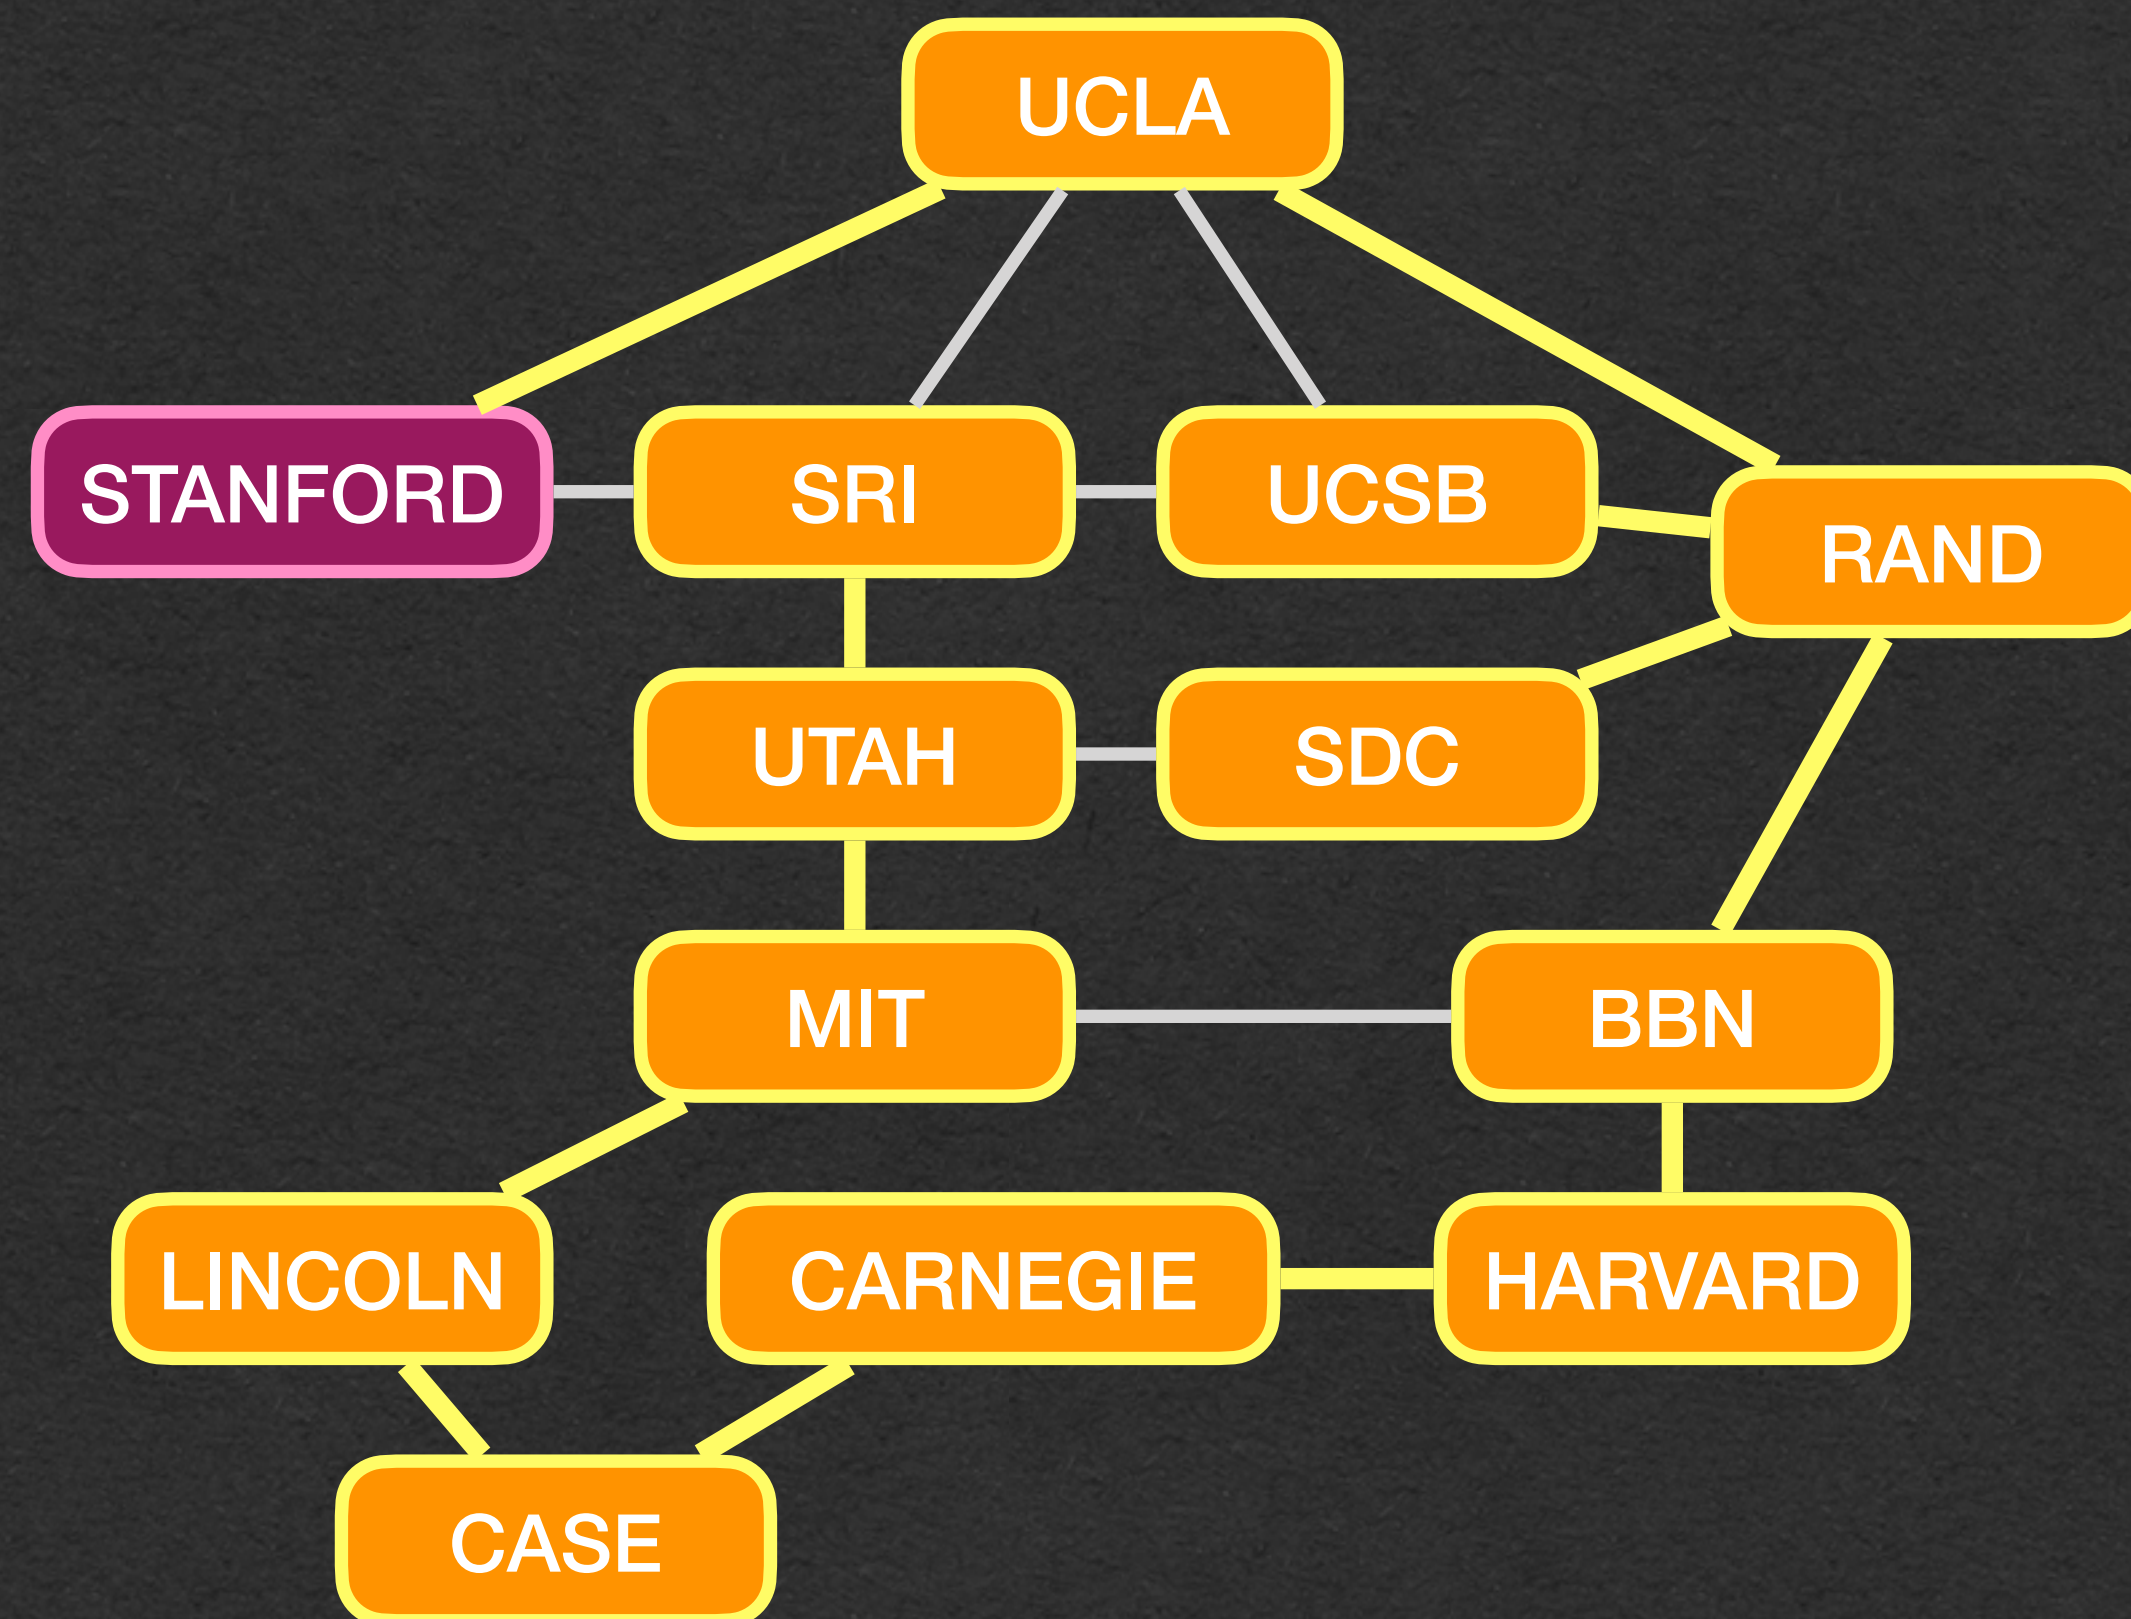 UCLA
STANFORD
SRI
UCSB
RAND
UTAH
SDC
MIT
BBN
LINCOLN
CARNEGIE
HARVARD
CASE